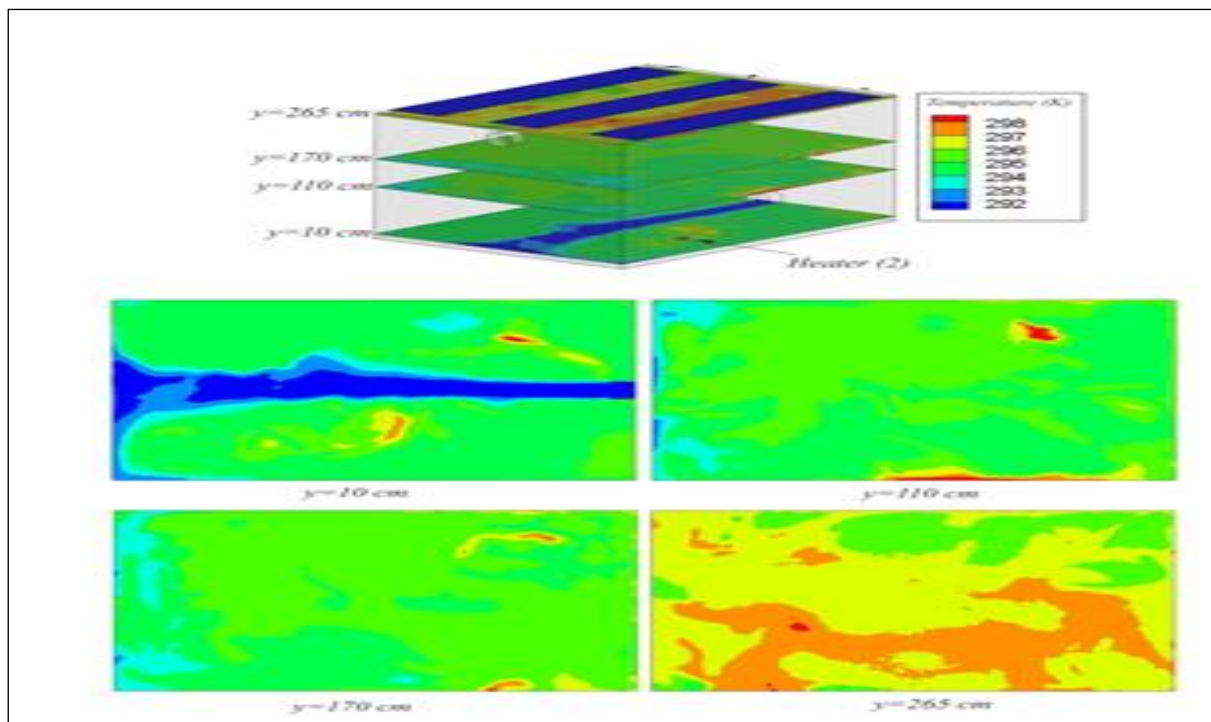 Temperature (K)
y=265 cm
298
297
296
295
294
293
292
y=170 cm
y=110 cm
y=10 cm
Heater (2)
y=10 cm
y=110 cm
y=170 cm
y=265 cm